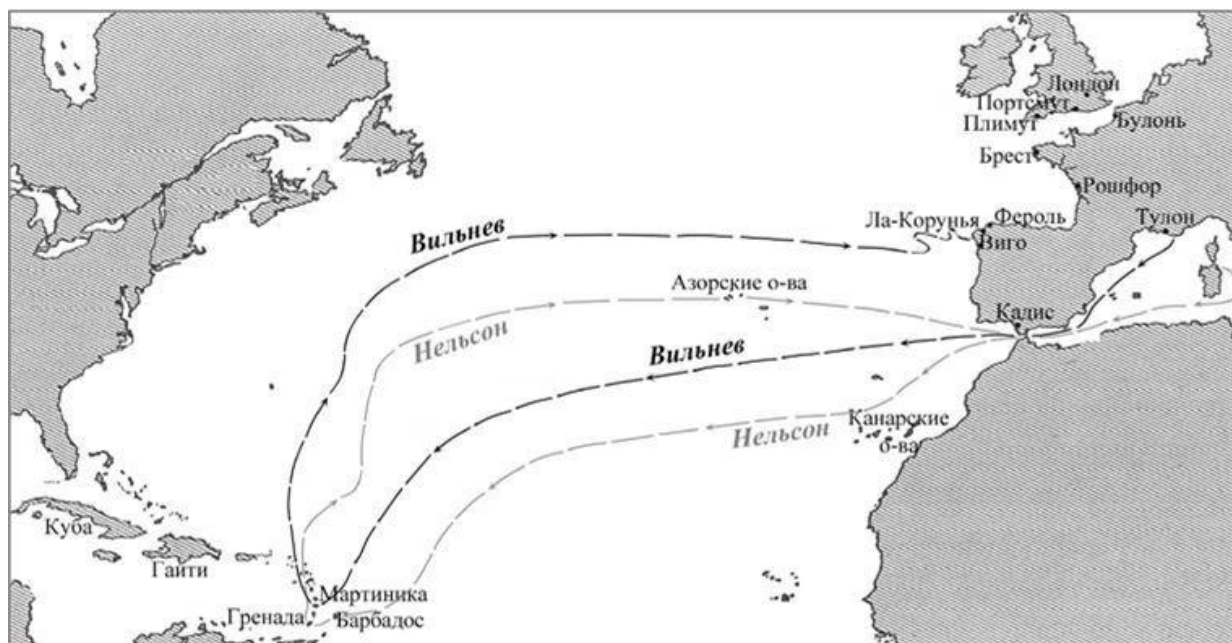 Лондон
Портсмут
Плимут
Булонь
Брест
Рошфор
Ла-Корунья
Фероль
Тулон
Виго
Вильнев
Азорские о-ва
Кадис
Нельсон
Вильнев
Канарские
о-ва
Нельсон
Куба
Гаити
Мартиника
Гренада
Барбадос